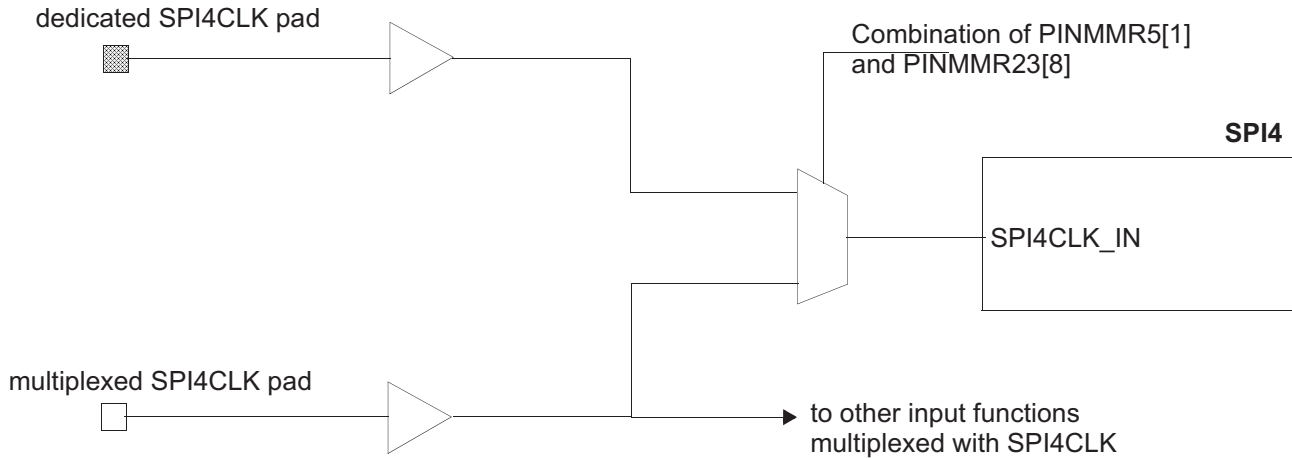 dedicated SPI4CLK pad
Combination of PINMMR5[1]
and PINMMR23[8]
SPI4
SPI4CLK_IN
multiplexed SPI4CLK pad
to other input functions
multiplexed with SPI4CLK